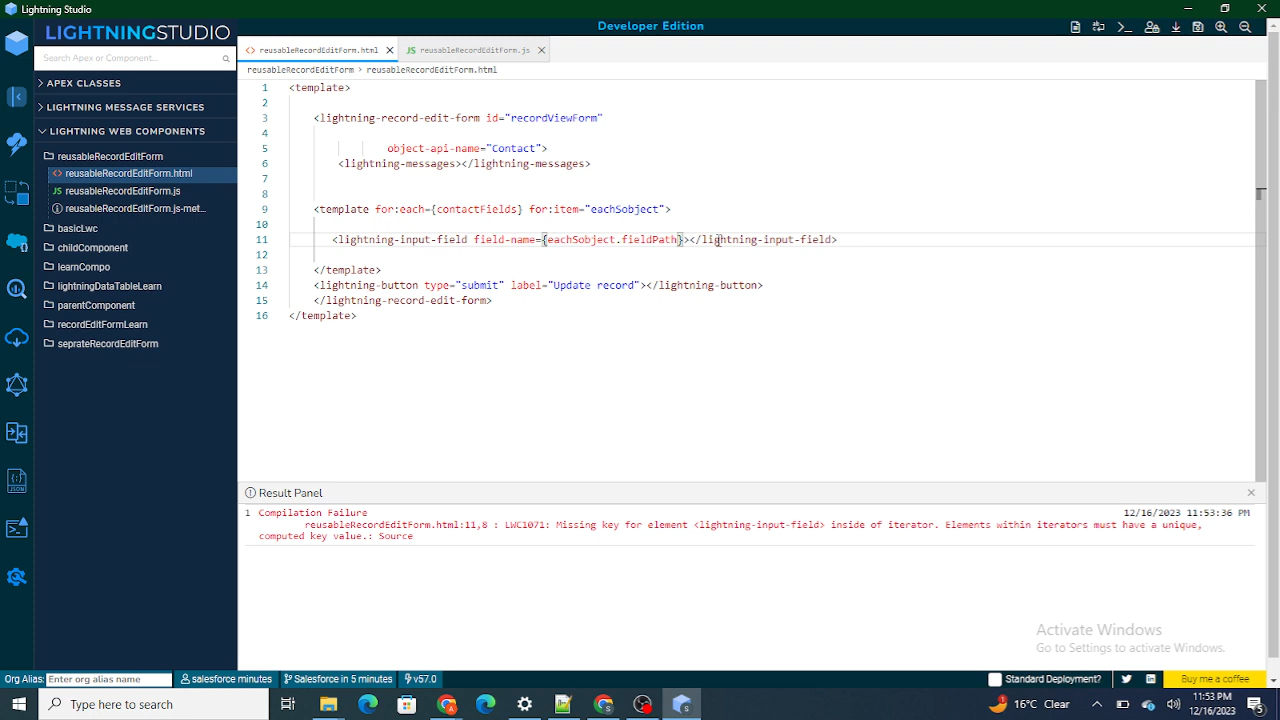 Lightning Studio
LIGHTNINGSTUDIO
Developer Edition
Search Apex or Component...
APEX CLASSES
LIGHTNING MESSAGE SERVICES
LIGHTNING WEB COMPONENTS
reusableRecordEditForm
<> reusableRecordEditForm.html
JS reusableRecordEditForm.js
reusableRecordEditForm.js-met...
basicLwc
childComponent
learnCompo
lightningDataTableLearn
parentComponent
recordEditFormLearn
seprateRecordEditForm
JSON
<> reusableRecordEditForm.html
JS reusableRecordEditForm.js
reusableRecordEditForm > reusableRecordEditForm.html
1 <template>
2
3 <lightning-record-edit-form id="recordViewForm"
4
5 object-api-name="Contact">
6 <lightning-messages></lightning-messages>
7
8
9 <template for:each={contactFields} for:item="eachSobject">
10
11 <lightning-input-field field-name={eachSobject.fieldPath}></lightning-input-field>
12
13 </template>
14 <lightning-button type="submit" label="Update record"></lightning-button>
15 </lightning-record-edit-form>
16 </template>
Result Panel
1 Compilation Failure 12/16/2023 11:53:36 PM
reusableRecordEditForm.html:11,8 : LWC1071: Missing key for element <lightning-input-field> inside of iterator. Elements within iterators must have a unique,
computed key value.: Source
Activate Windows
Go to Settings to activate Windows.
Org Alias: Enter org alias name salesforce minutes Salesforce in 5 minutes v57.0 Standard Deployment? Buy me a coffee
Type here to search
1 16°C Clear
11:53 PM
12/16/2023